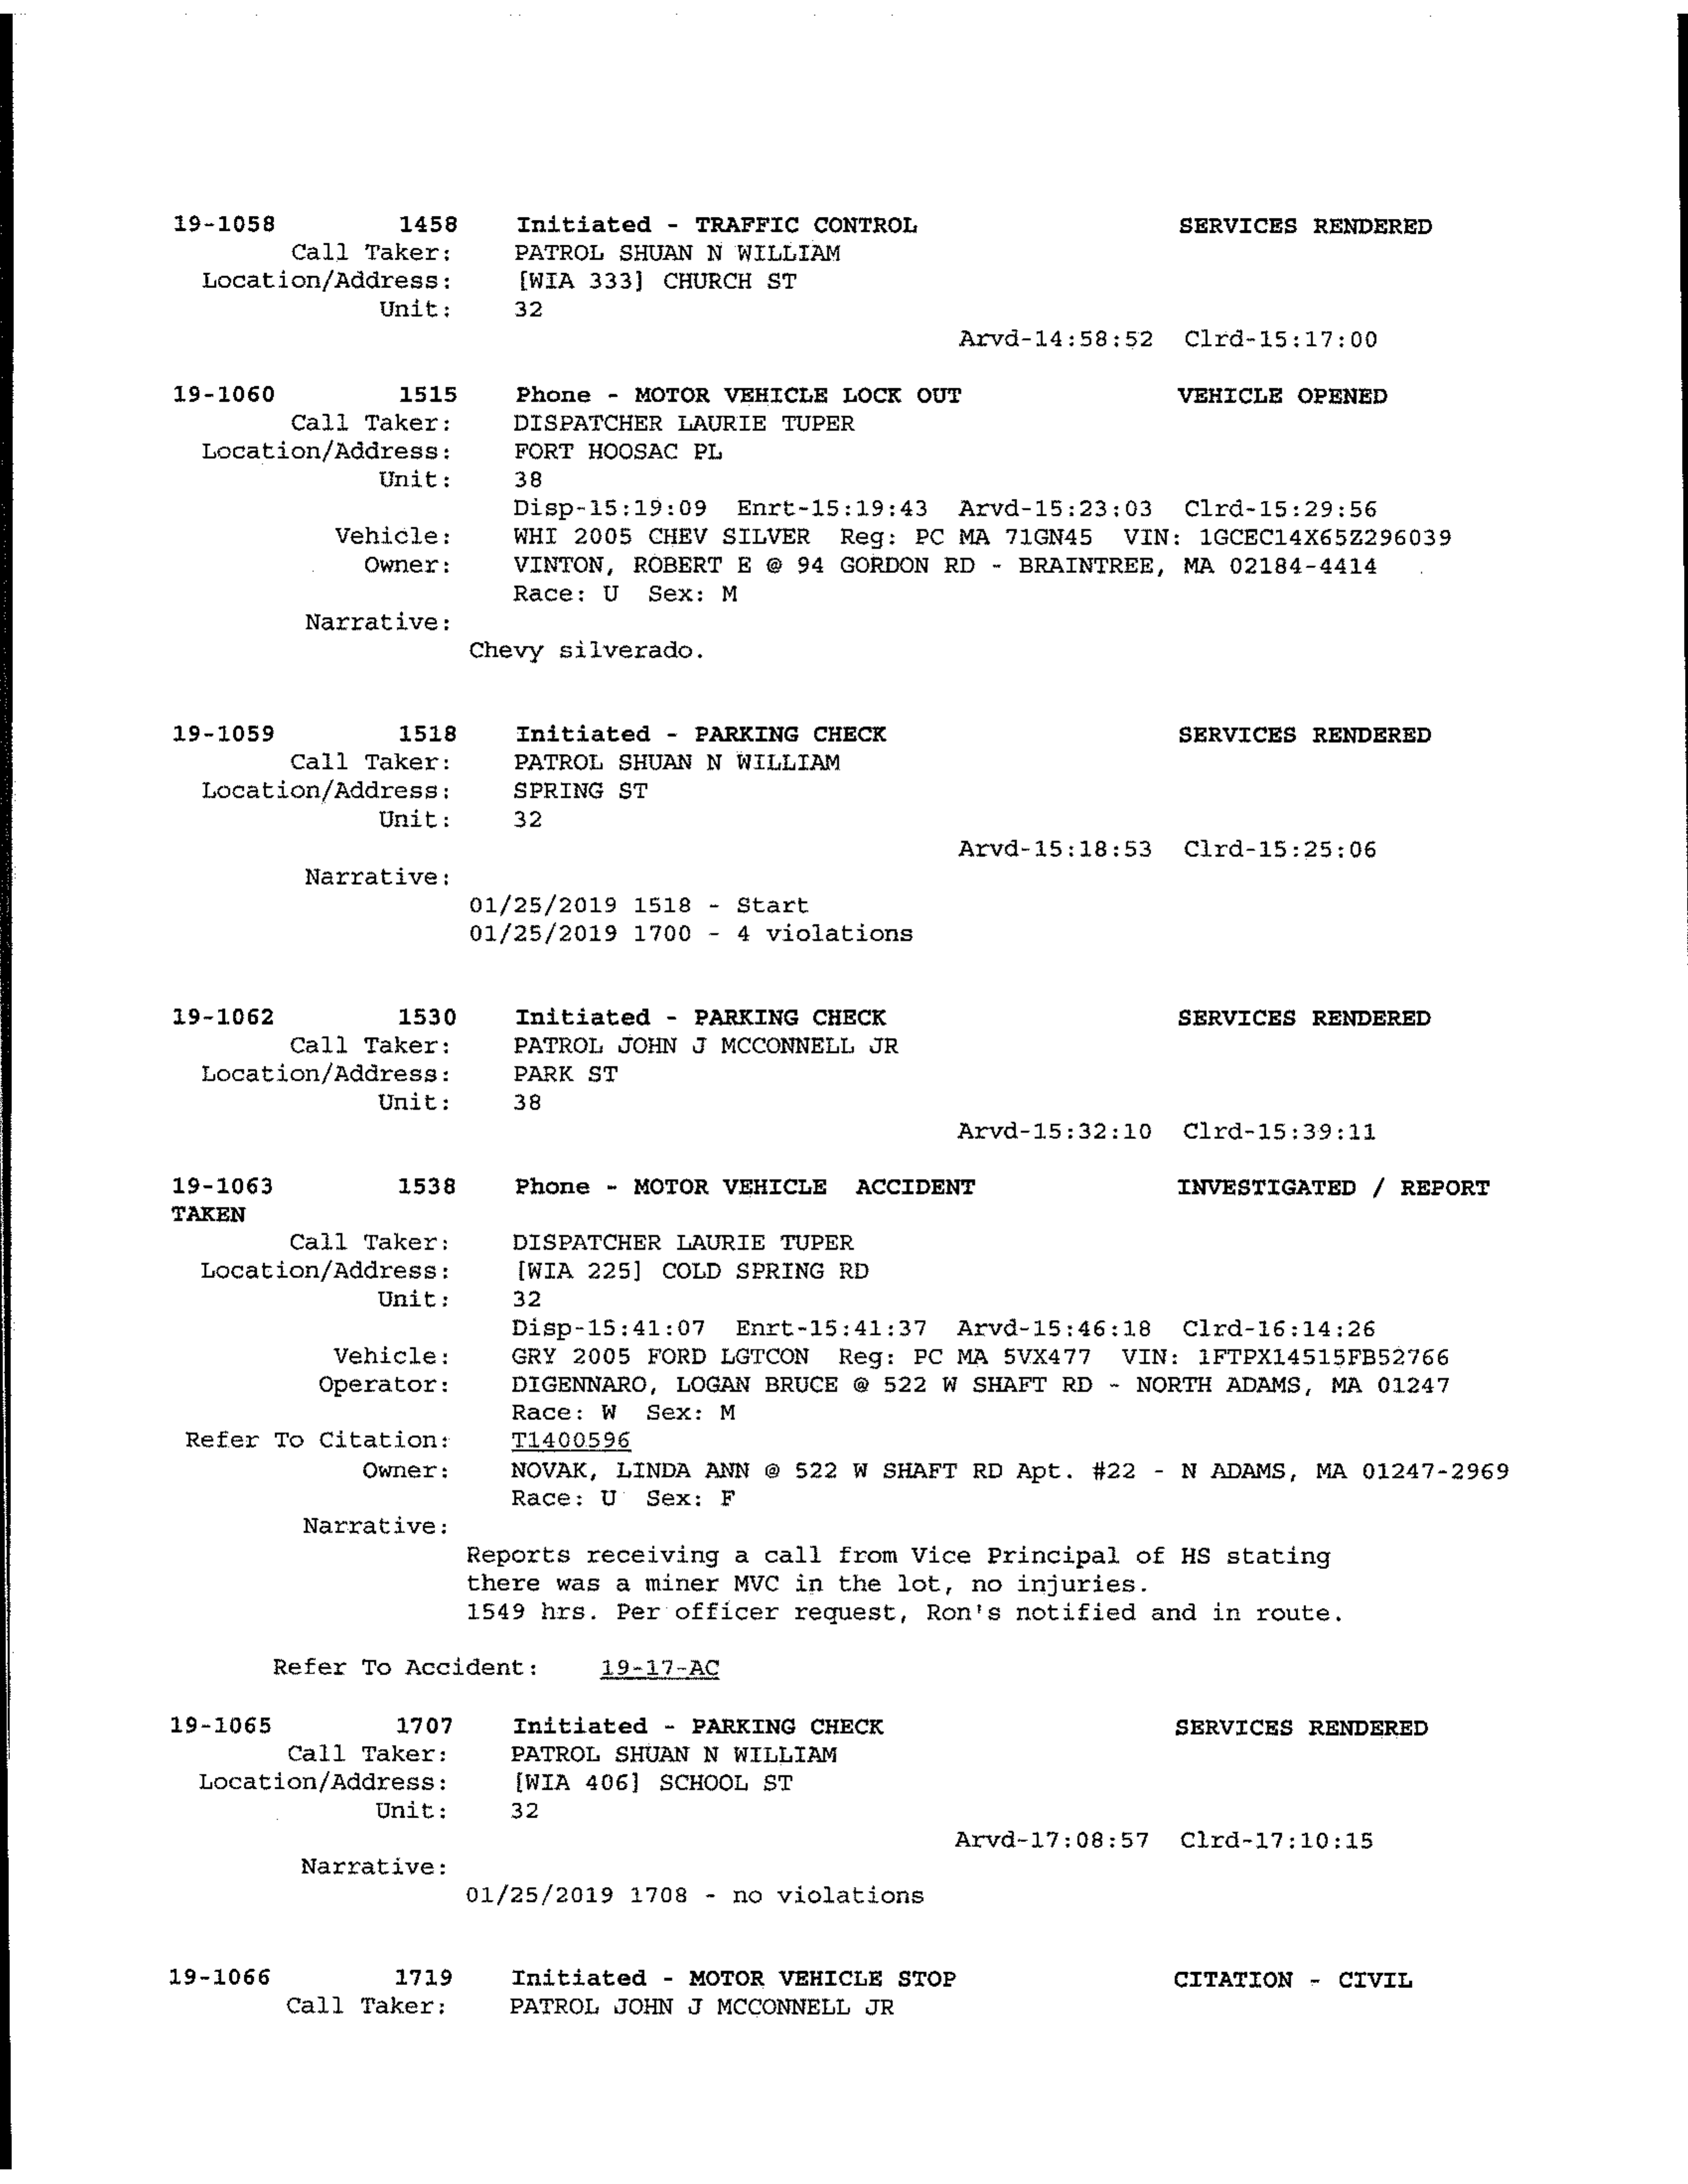 19-1058 1458 Initiated - TRAFFIC CONTROL SERVICES RENDERED
Call Taker: PATROL SHUAN N WILLIAM
Location/Address: [WIA 333] CHURCH ST
Unit: 32
Arvd-14:58:52 Clrd-15:17:00
19-1060 1515 Phone - MOTOR VEHICLE LOCK OUT VEHICLE OPENED
Call Taker: DISPATCHER LAURIE TUPER
Location/Address: FORT HOOSAC PL
Unit: 38
Disp-15:19:09 Enrt-15:19:43 Arvd-15:23:03 Clrd-15:29:56
Vehicle: WHI 2005 CHEV SILVER Reg: PC MA 71GN45 VIN: 1GCEC14X65Z296039
Owner: VINTON, ROBERT E @ 94 GORDON RD - BRAINTREE, MA 02184-4414
Race: U Sex: M
Narrative:
Chevy silverado.
19-1059 1518 Initiated - PARKING CHECK SERVICES RENDERED
Call Taker: PATROL SHUAN N WILLIAM
Location/Address: SPRING ST
Unit: 32
Arvd-15:18:53 Clrd-15:25:06
Narrative:
01/25/2019 1518 - Start
01/25/2019 1700 - 4 violations
19-1062 1530 Initiated - PARKING CHECK SERVICES RENDERED
Call Taker: PATROL JOHN J MCCONNELL JR
Location/Address: PARK ST
Unit: 38
Arvd-15:32:10 Clrd-15:39:11
19-1063 1538 Phone - MOTOR VEHICLE ACCIDENT INVESTIGATED / REPORT
TAKEN
Call Taker: DISPATCHER LAURIE TUPER
Location/Address: [WIA 225] COLD SPRING RD
Unit: 32
Disp-15:41:07 Enrt-15:41:37 Arvd-15:46:18 Clrd-16:14:26
Vehicle: GRY 2005 FORD LGTCON Reg: PC MA 5VX477 VIN: 1FTPX14515FB52766
Operator: DIGENNARO, LOGAN BRUCE @ 522 W SHAFT RD - NORTH ADAMS, MA 01247
Race: W Sex: M
Refer To Citation: T1400596
Owner: NOVAK, LINDA ANN @ 522 W SHAFT RD Apt. #22 - N ADAMS, MA 01247-2969
Race: U Sex: F
Narrative:
Reports receiving a call from Vice Principal of HS stating
there was a miner MVC in the lot, no injuries.
1549 hrs. Per officer request, Ron's notified and in route.
Refer To Accident: 19-17-AC
19-1065 1707 Initiated - PARKING CHECK SERVICES RENDERED
Call Taker: PATROL SHUAN N WILLIAM
Location/Address: [WIA 406] SCHOOL ST
Unit: 32
Arvd-17:08:57 Clrd-17:10:15
Narrative:
01/25/2019 1708 - no violations
19-1066 1719 Initiated - MOTOR VEHICLE STOP CITATION - CIVIL
Call Taker: PATROL JOHN J MCCONNELL JR